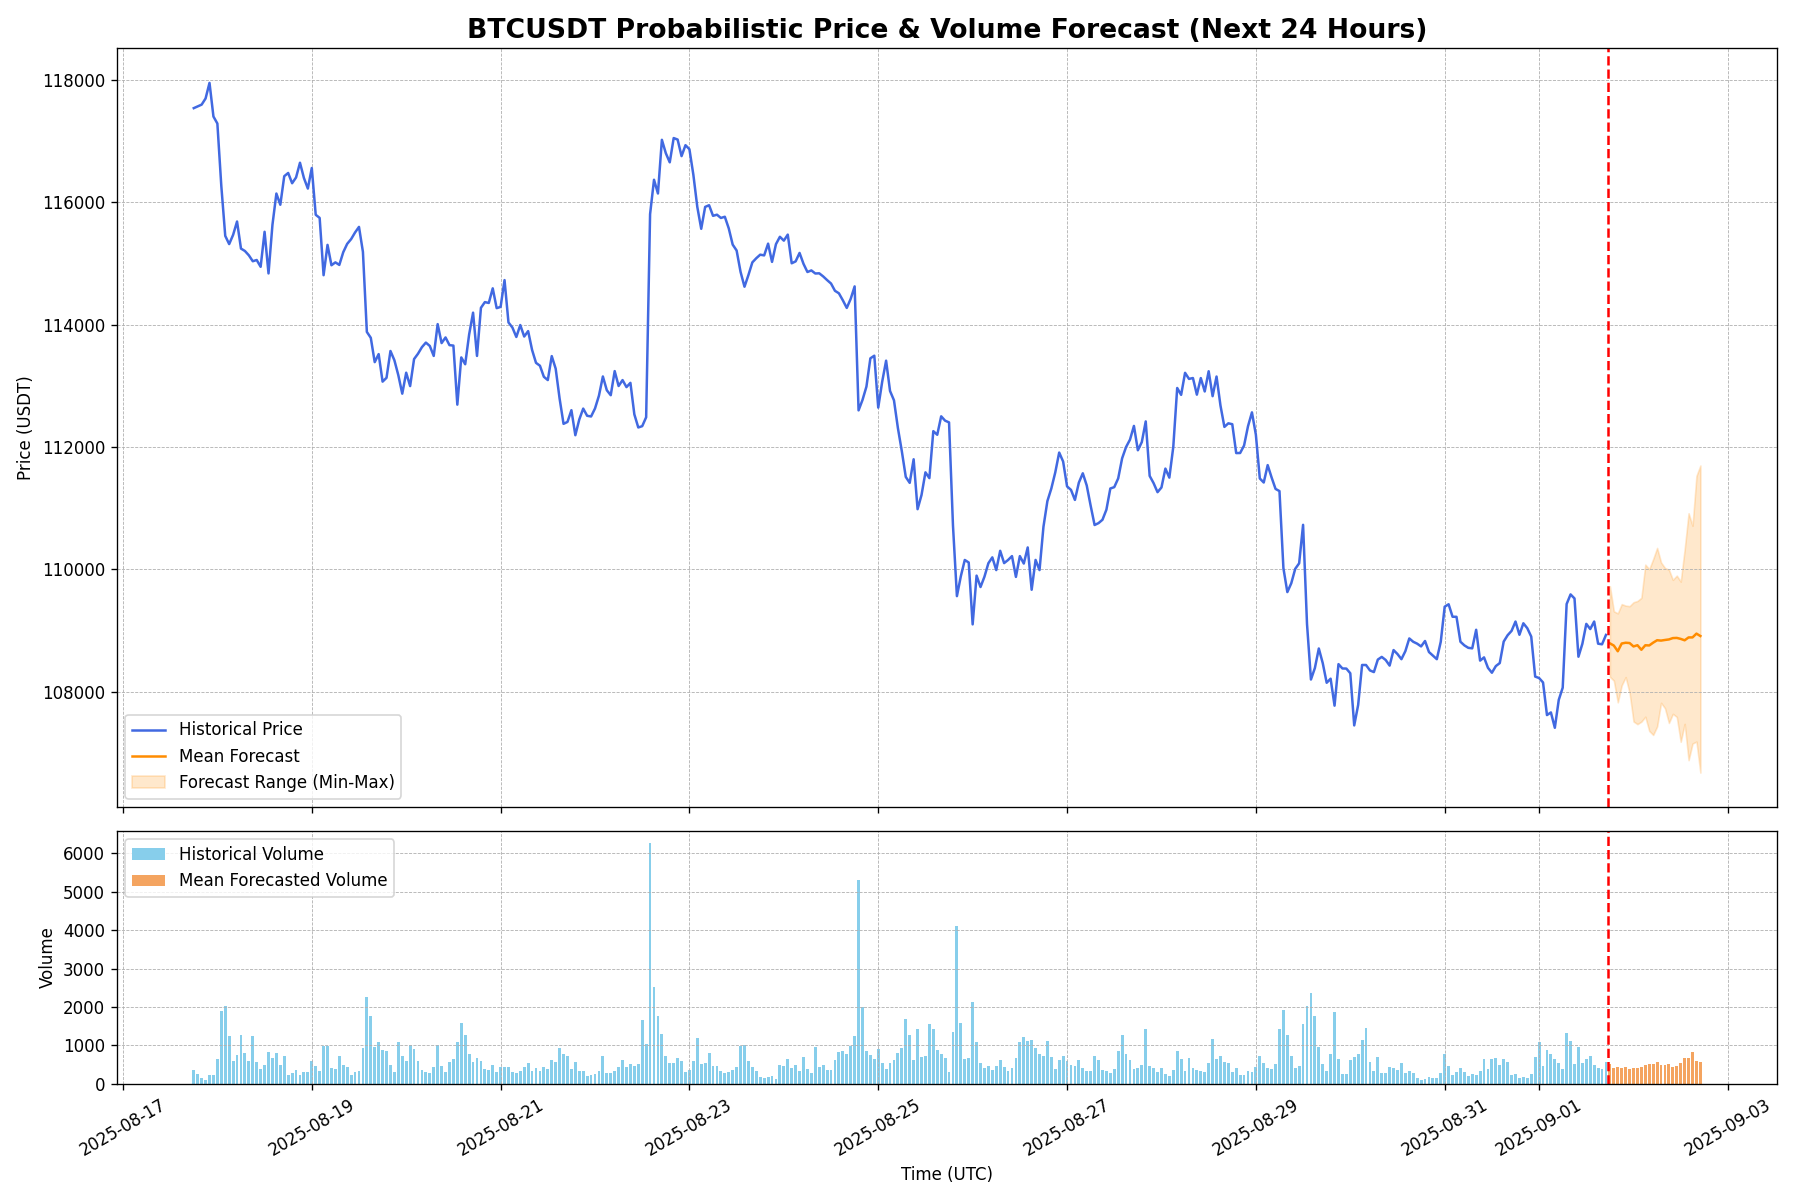 BTCUSDT Probabilistic Price & Volume Forecast (Next 24 Hours)
118000
116000
114000
112000
110000
108000
Price (USDT)
Historical Price
Mean Forecast
Forecast Range (Min-Max)
6000
5000
4000
3000
2000
1000
0
Volume
Historical Volume
Mean Forecasted Volume
2025-08-17
2025-08-19
2025-08-21
2025-08-23
2025-08-25
2025-08-27
2025-08-29
2025-08-31
2025-09-01
2025-09-03
Time (UTC)